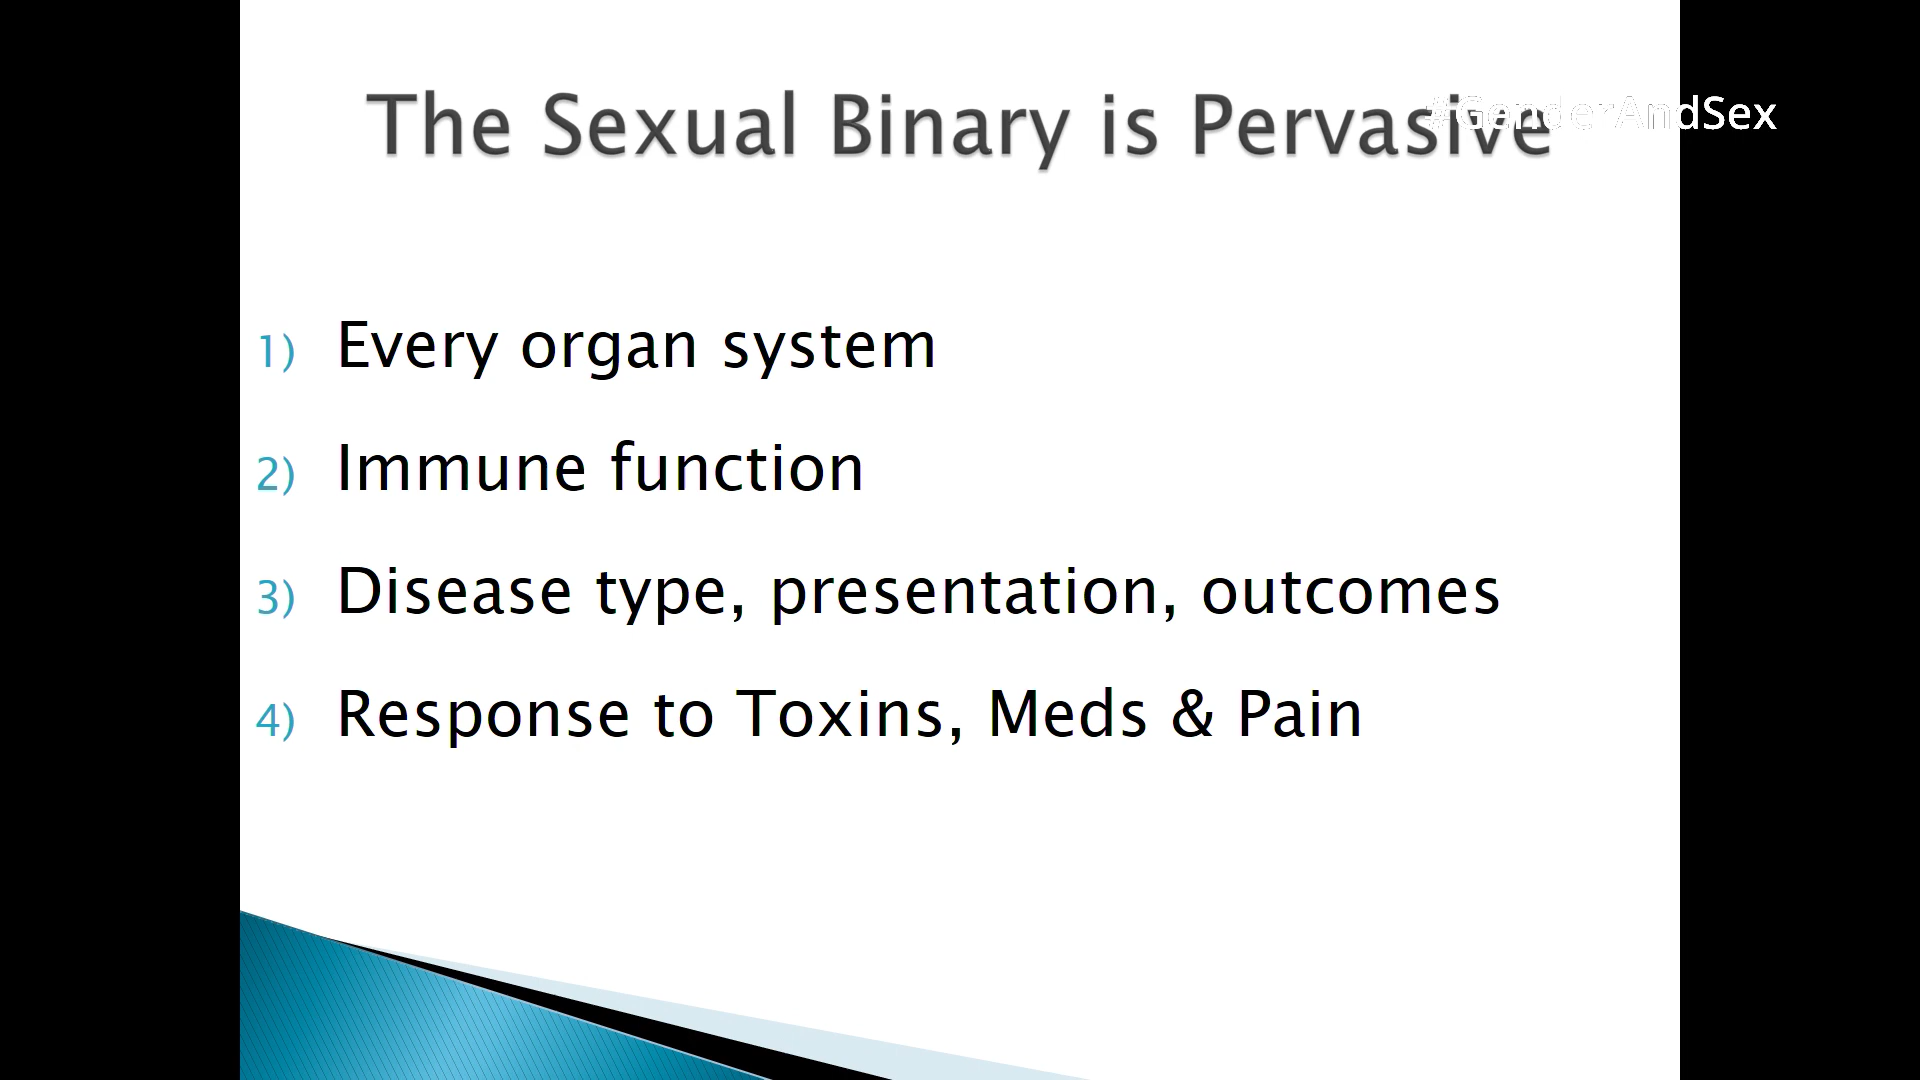 The Sexual Binary is Pervasive
#GenderAndSex
1) Every organ system
2) Immune function
3) Disease type, presentation, outcomes
4) Response to Toxins, Meds & Pain